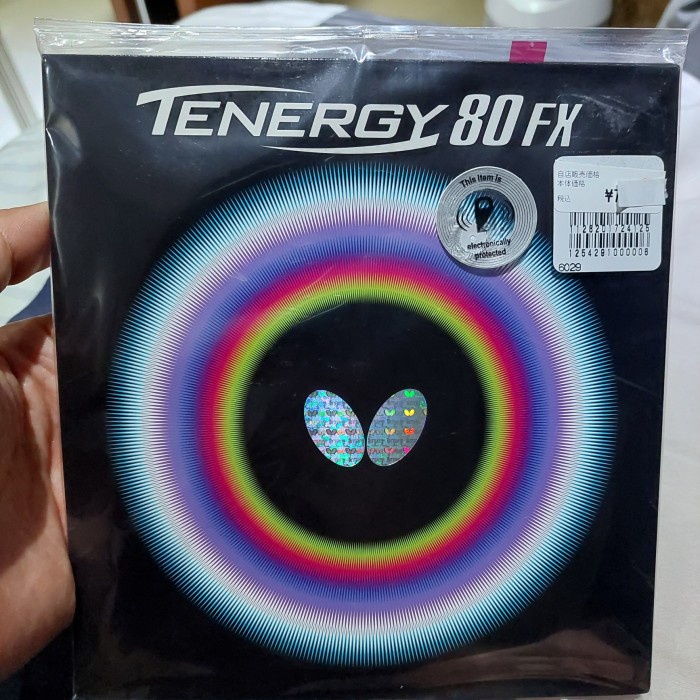 TENERGY 80 FX
This item is
electronically
protected
自店販売価格
本体価格
税込 ¥
1254291000006
6029